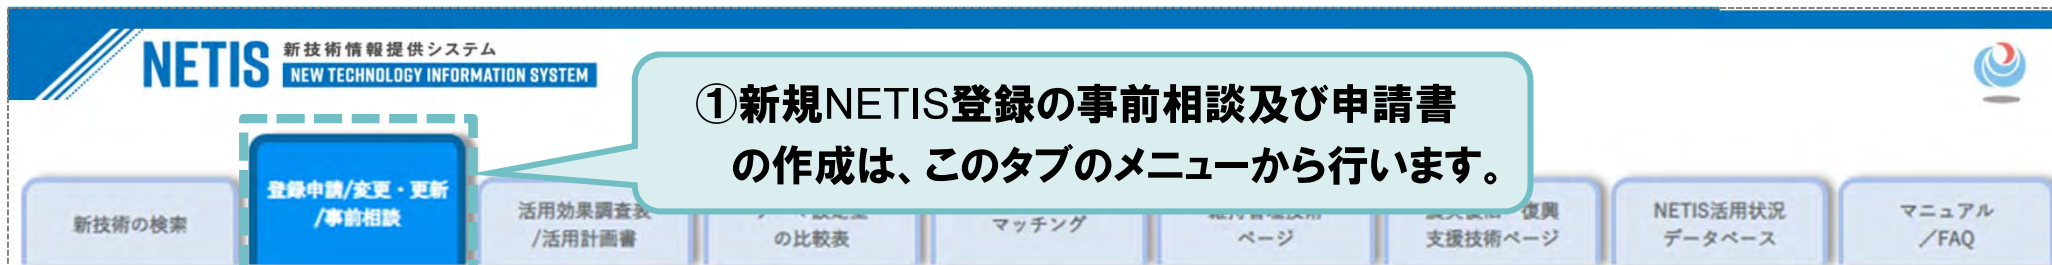 NETIS 新技術情報提供システム
NEW TECHNOLOGY INFORMATION SYSTEM
①新規NETIS登録の事前相談及び申請書
の作成は、このタブのメニューから行います。
新技術の検索
登録申請/変更・更新
/事前相談
活用効果調査表
/活用計画書
の比較表
マッチング
ページ
復興
支援技術ページ
NETIS活用状況
データベース
マニュアル
／FAQ